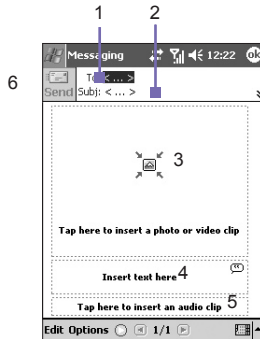 1 2
Messaging 12:22 ok
6
To: < ... >
Send Subj: < ... >
3
Tap here to insert a photo or video clip
Insert text here 4
5
Tap here to insert an audio clip
Edit Options 1/1